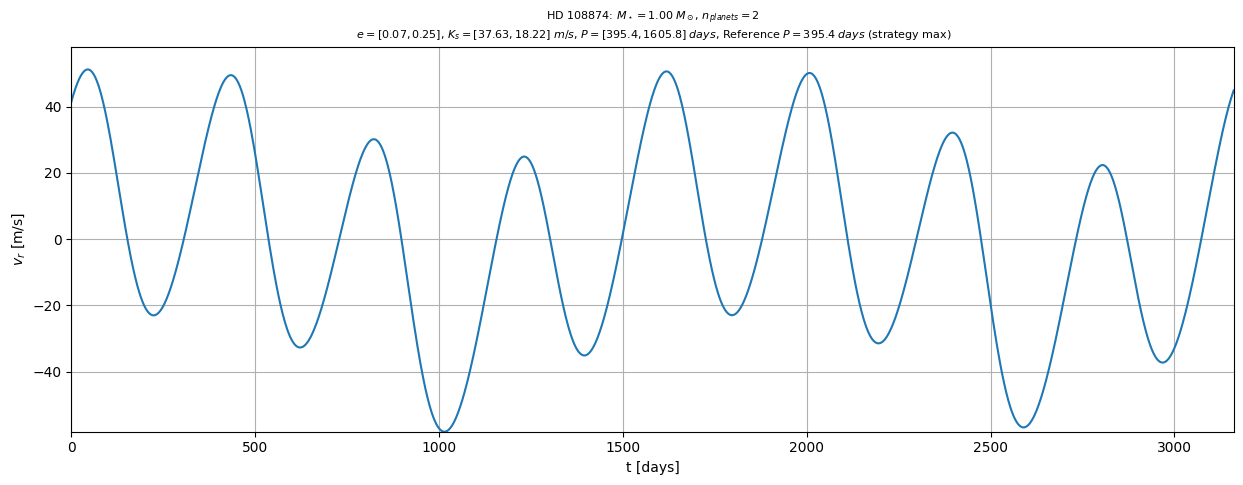 HD 108874: $M_\star = 1.00\ M_\odot$, $n_{planets} = 2$
$e = [0.07, 0.25]$, $K_s = [37.63, 18.22]\ m/s$, $P = [395.4, 1605.8]\ days$, Reference $P = 395.4\ days$ (strategy max)
40
20
0
−20
−40
$v_r$ [m/s]
0 500 1000 1500 2000 2500 3000
t [days]